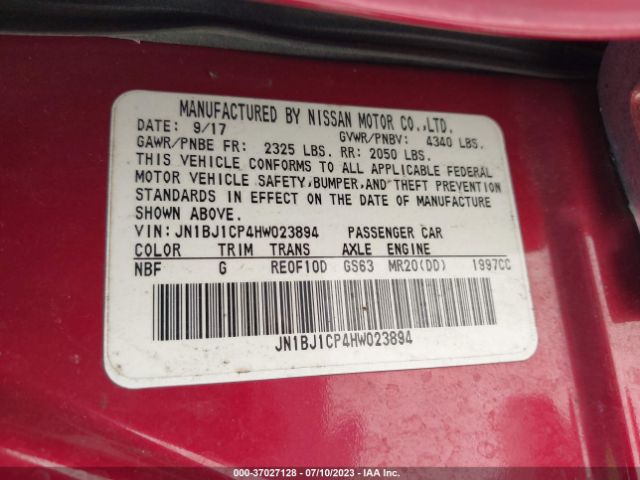 MANUFACTURED BY NISSAN MOTOR CO.,LTD.
DATE: 9/17 GVWR/PNBV: 4340 LBS.
GAWR/PNBE FR: 2325 LBS. RR: 2050 LBS.
THIS VEHICLE CONFORMS TO ALL APPLICABLE FEDERAL
MOTOR VEHICLE SAFETY,BUMPER,AND THEFT PREVENTION
STANDARDS IN EFFECT ON THE DATE OF MANUFACTURE
SHOWN ABOVE.
VIN:JN1BJ1CP4HW023894 PASSENGER CAR
COLOR TRIM TRANS AXLE ENGINE
NBF G RE0F10D GS63 MR20(DD) 1997CC
JN1BJ1CP4HW023894
000-37027128 - 07/10/2023 - IAA Inc.